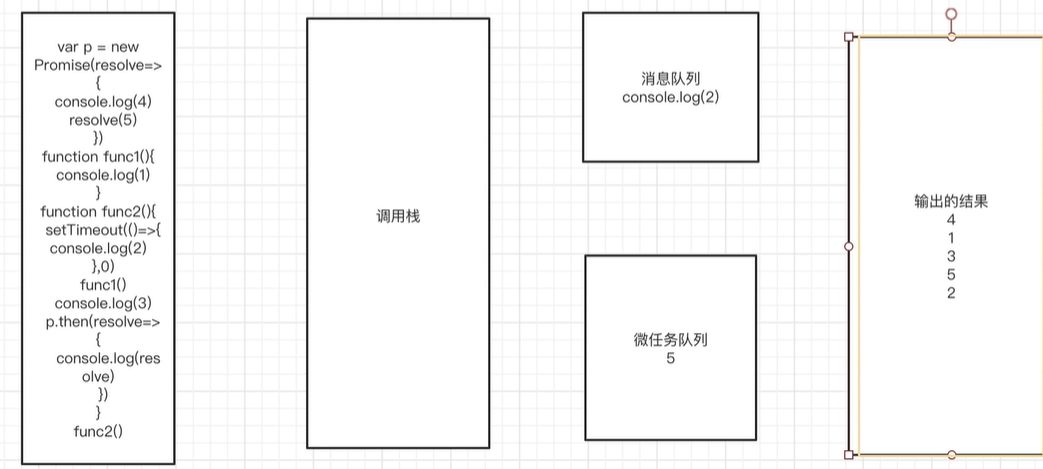 var p = new
Promise(resolve=>
{
console.log(4)
resolve(5)
})
function func1(){
console.log(1)
}
function func2(){
setTimeout(()=>{
console.log(2)
},0)
func1()
console.log(3)
p.then(resolve=>
{
console.log(res
olve)
})
}
func2()
调用栈
消息队列
console.log(2)
微任务队列
5
输出的结果
4
1
3
5
2